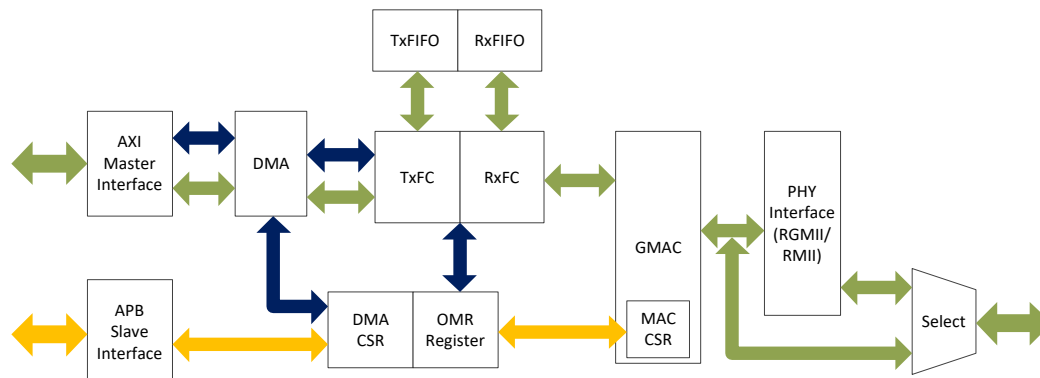 TxFIFO
RxFIFO
AXI
Master
Interface
DMA
TxFC
RxFC
GMAC
PHY
Interface
(RGMII/
RMII)
APB
Slave
Interface
DMA
CSR
OMR
Register
MAC
CSR
Select